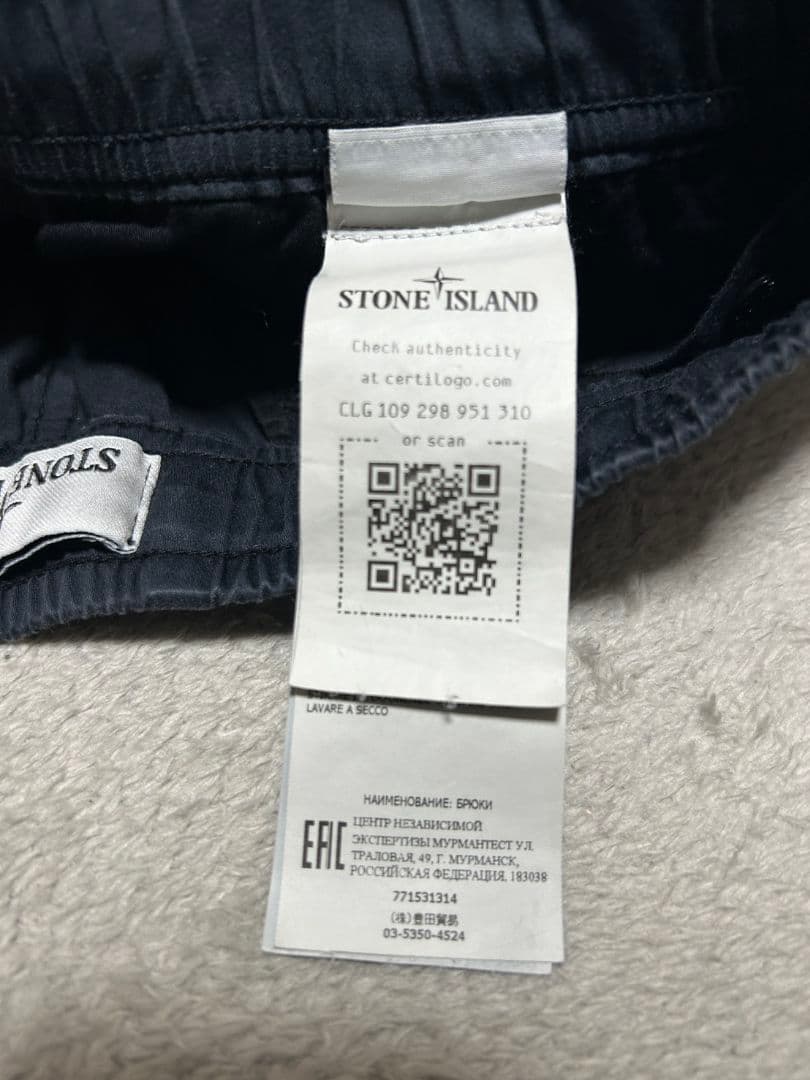 STONE ISLAND
Check authenticity
at certilogo.com
CLG 109 298 951 310
or scan
STONE
LAVARE A SECCO
НАИМЕНОВАНИЕ: БРЮКИ
EAC
ЦЕНТР НЕЗАВИСИМОЙ
ЭКСПЕРТИЗЫ МУРМАНТЕСТ УЛ.
ТРАЛОВАЯ, 49, Г. МУРМАНСК,
РОССИЙСКАЯ ФЕДЕРАЦИЯ, 183038
771531314
(株)豊田貿易
03-5350-4524